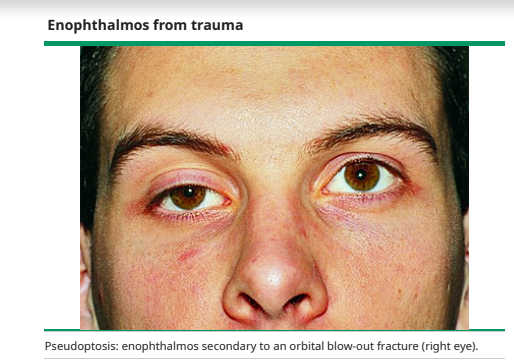 Enophthalmos from trauma
Pseudoptosis: enophthalmos secondary to an orbital blow-out fracture (right eye).